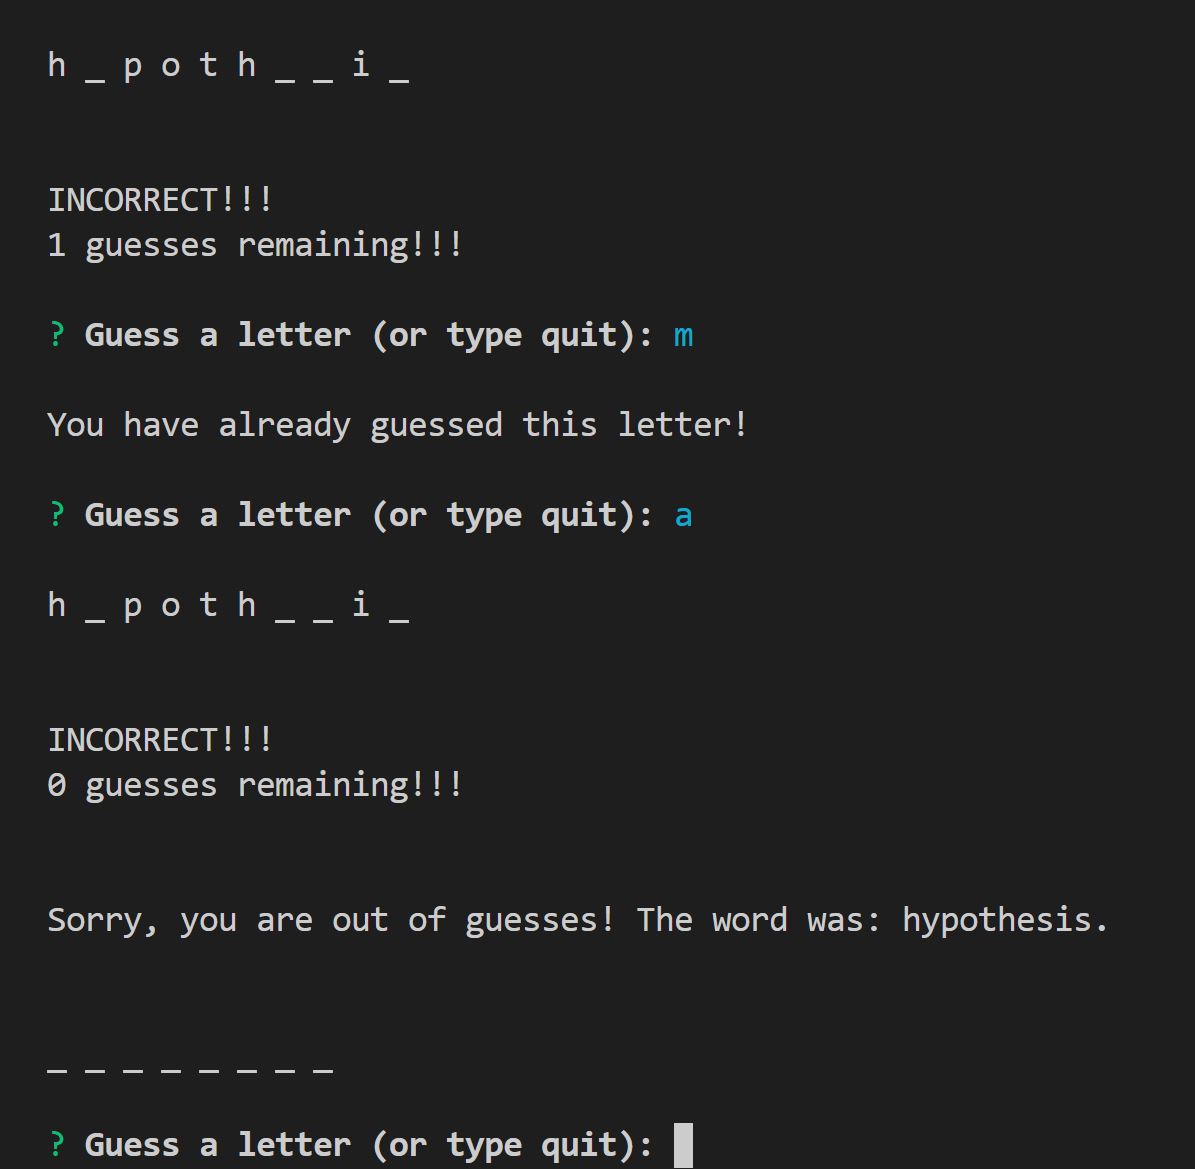 h _ p o t h _ _ i _
INCORRECT!!!
1 guesses remaining!!!
? Guess a letter (or type quit): m
You have already guessed this letter!
? Guess a letter (or type quit): a
h _ p o t h _ _ i _
INCORRECT!!!
0 guesses remaining!!!
Sorry, you are out of guesses! The word was: hypothesis.
_ _ _ _ _ _ _ _
? Guess a letter (or type quit):